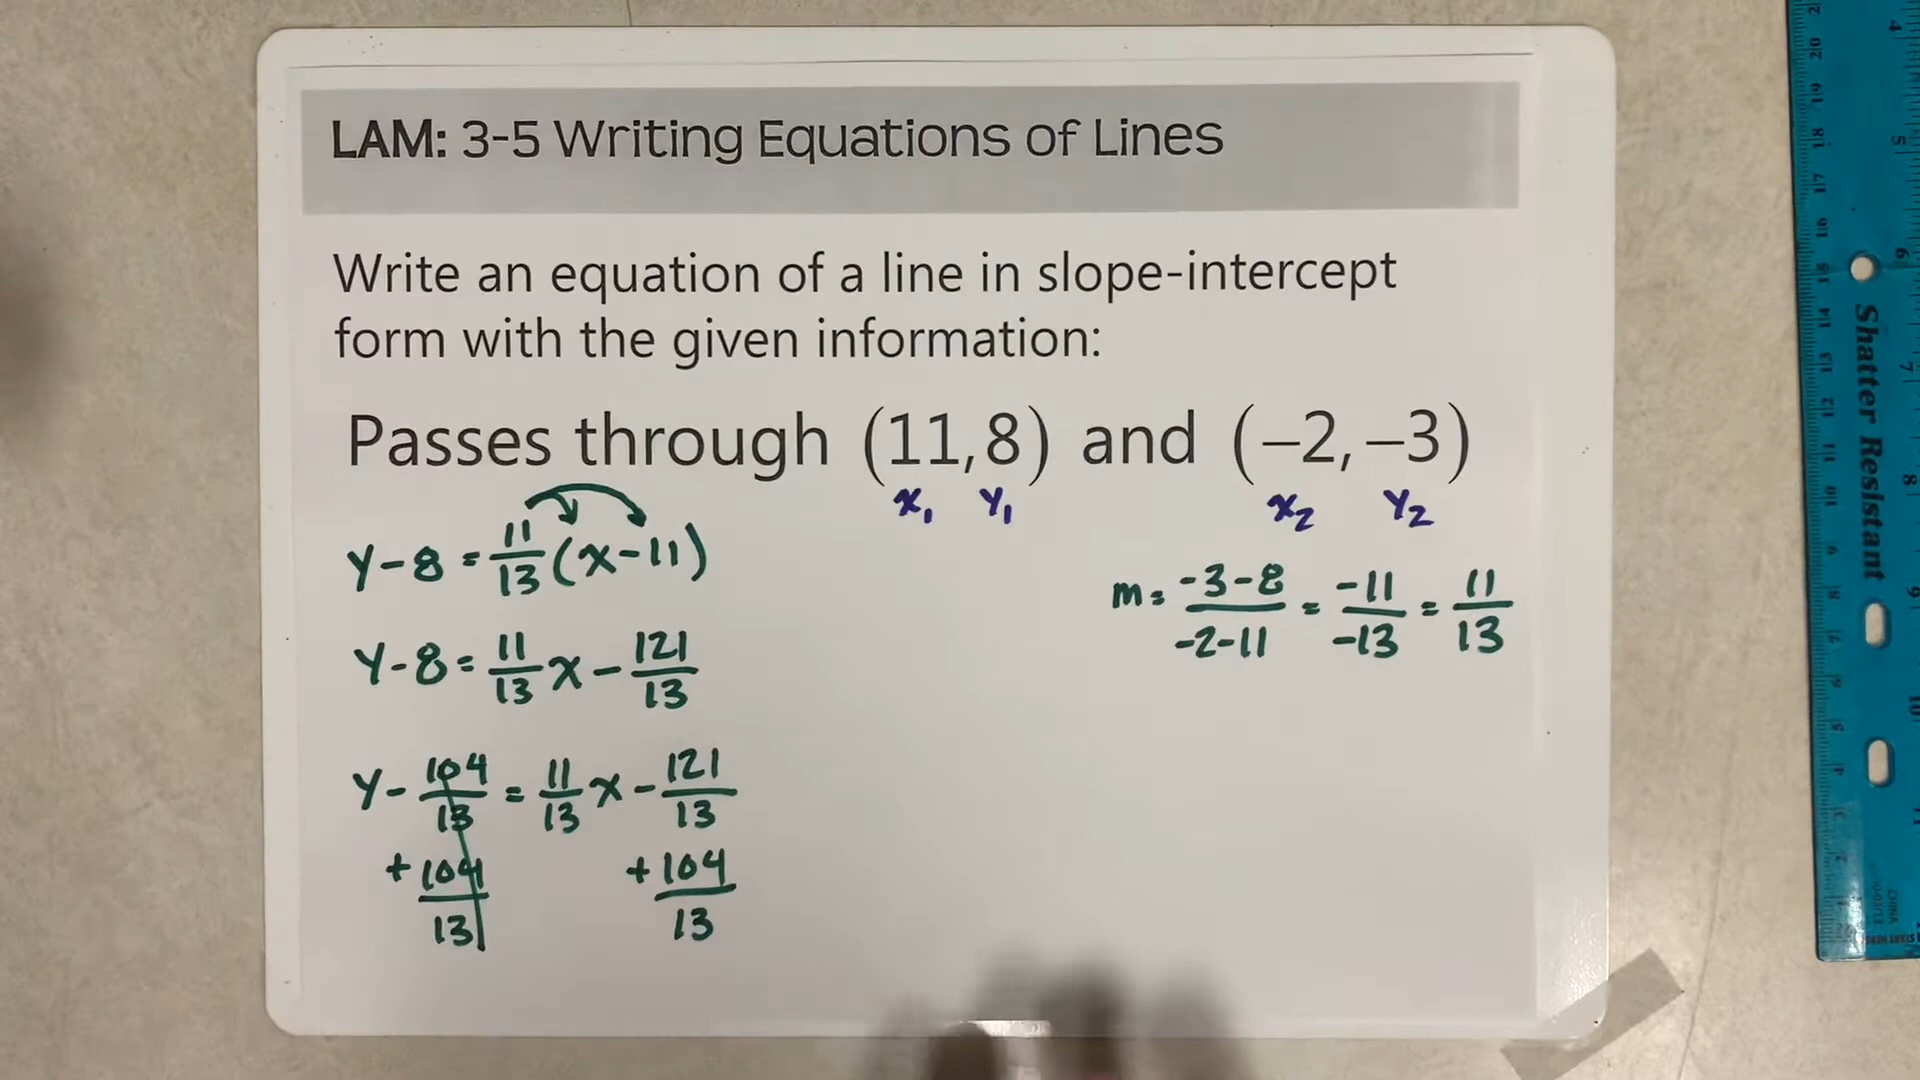 LAM: 3-5 Writing Equations of Lines
Write an equation of a line in slope-intercept
form with the given information:
Passes through (11,8) and (–2,–3)
x₁ y₁ x₂ y₂
y-8 = 11/13 (x-11)
m = -3-8/-2-11 = -11/-13 = 11/13
y-8 = 11/13 x - 121/13
y - 104/13 = 11/13 x - 121/13
+104/13 +104/13
Shatter Resistant